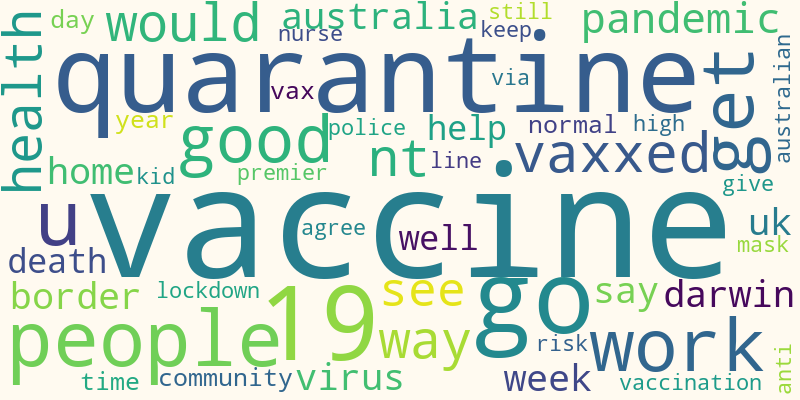 day would australia still pandemic
nurse keep
health quarantine get australian
vax via
year good police help normal high
nt line vaxxed
home kid premier give
u vaccine uk
agree well mask
death
border lockdown 19 see go say darwin
people way risk work anti
time community virus week vaccination